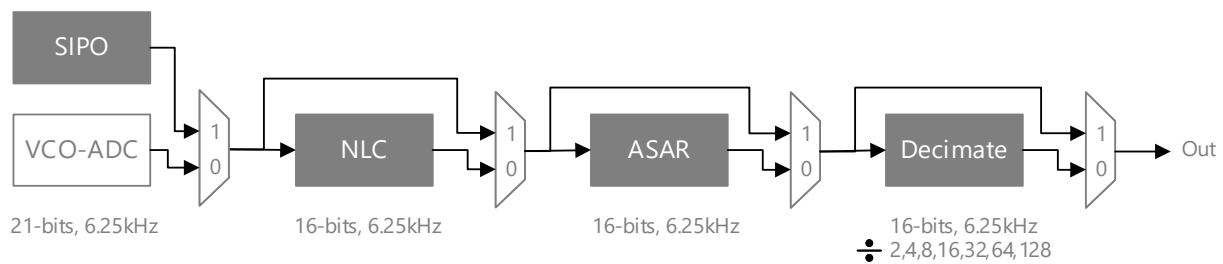 SIPO
VCO-ADC
1
0
NLC
1
0
ASAR
1
0
Decimate
1
0
Out
21-bits, 6.25kHz
16-bits, 6.25kHz
16-bits, 6.25kHz
16-bits, 6.25kHz
÷ 2,4,8,16,32,64,128